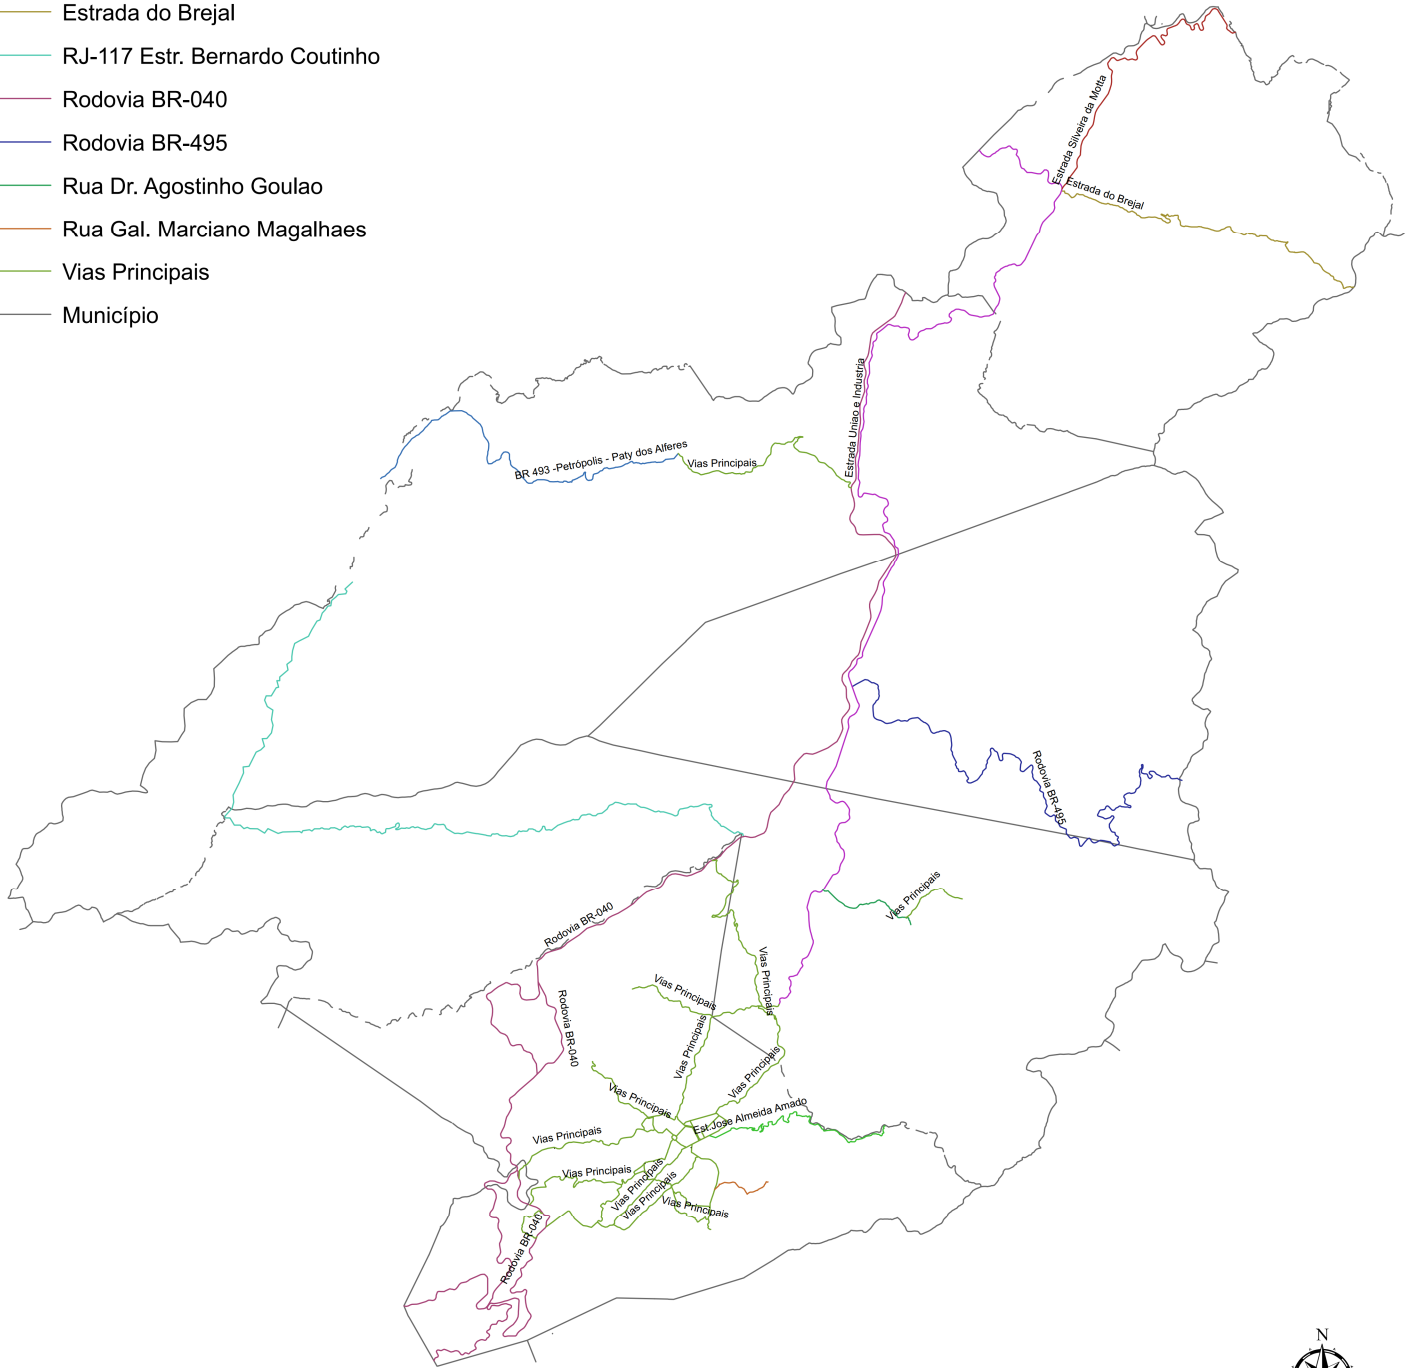 Estrada do Brejal
RJ-117 Estr. Bernardo Coutinho
Rodovia BR-040
Rodovia BR-495
Rua Dr. Agostinho Goulao
Rua Gal. Marciano Magalhaes
Vias Principais
Município
Estrada Silveira da Motta
Estrada do Brejal
Estrada Uniao e Industria
BR 493 -Petrópolis - Paty dos Alferes
Vias Principais
Rodovia BR-495
Vias Principais
Rodovia BR-040
Vias Principais
Vias Principais
Rodovia BR-040
Vias Principais
Vias Principais
Vias Principais
Est.Jose Almeida Amado
Vias Principais
Vias Principais
Vias Principais
Vias Principais
Vias Principais
Rodovia BR-040
N